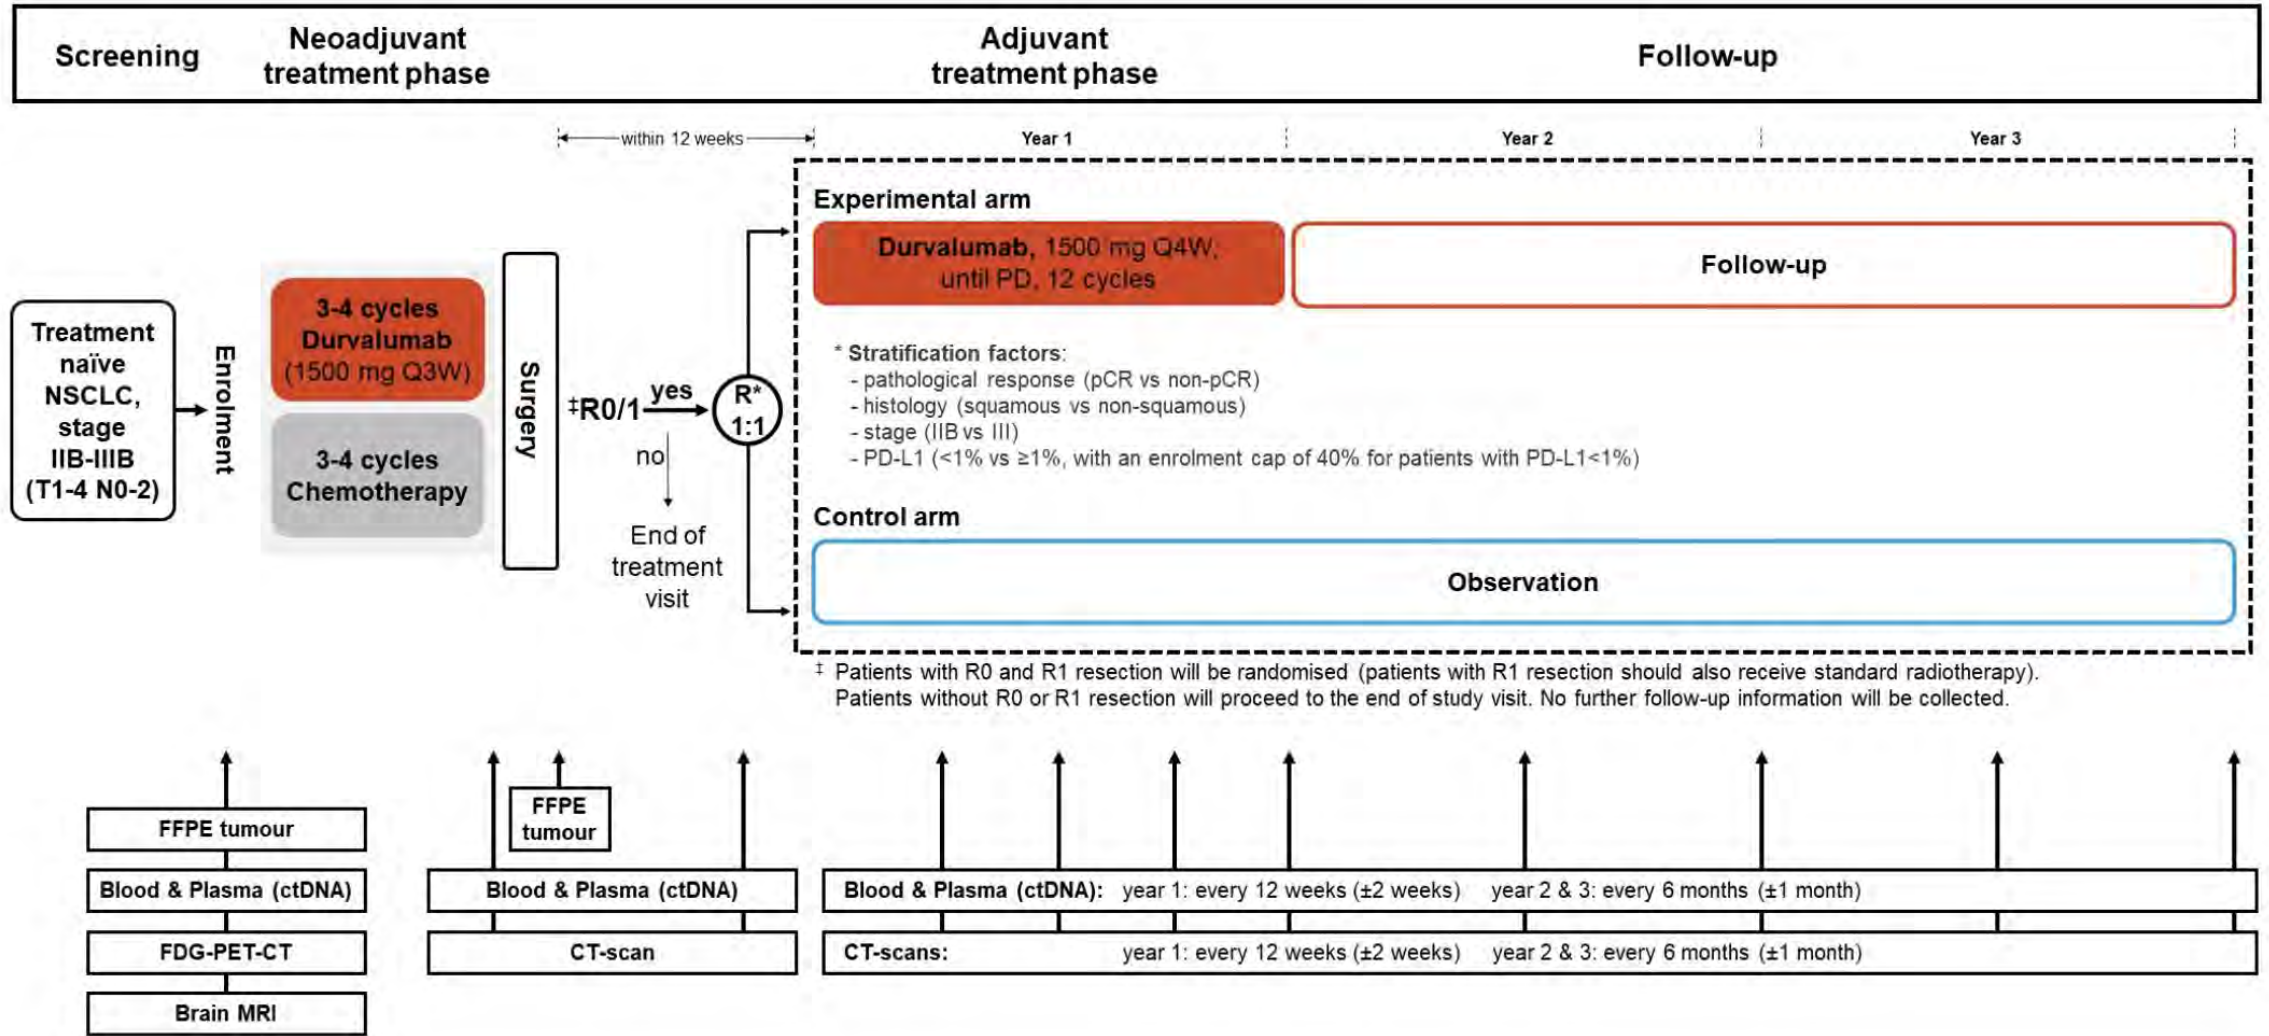 Screening
Neoadjuvant
treatment phase
Adjuvant
treatment phase
Follow-up
within 12 weeks
Year 1
Year 2
Year 3
Treatment
naïve
NSCLC,
stage
IIB-IIIB
(T1-4 N0-2)
Enrolment
3-4 cycles
Durvalumab
(1500 mg Q3W)
3-4 cycles
Chemotherapy
Surgery
‡R0/1
yes
no
End of
treatment
visit
R*
1:1
Experimental arm
Durvalumab, 1500 mg Q4W,
until PD, 12 cycles
Follow-up
* Stratification factors:
- pathological response (pCR vs non-pCR)
- histology (squamous vs non-squamous)
- stage (IIB vs III)
- PD-L1 (<1% vs ≥1%, with an enrolment cap of 40% for patients with PD-L1<1%)
Control arm
Observation
‡ Patients with R0 and R1 resection will be randomised (patients with R1 resection should also receive standard radiotherapy).
Patients without R0 or R1 resection will proceed to the end of study visit. No further follow-up information will be collected.
FFPE tumour
Blood & Plasma (ctDNA)
FDG-PET-CT
Brain MRI
FFPE
tumour
Blood & Plasma (ctDNA)
CT-scan
Blood & Plasma (ctDNA): year 1: every 12 weeks (±2 weeks) year 2 & 3: every 6 months (±1 month)
CT-scans: year 1: every 12 weeks (±2 weeks) year 2 & 3: every 6 months (±1 month)